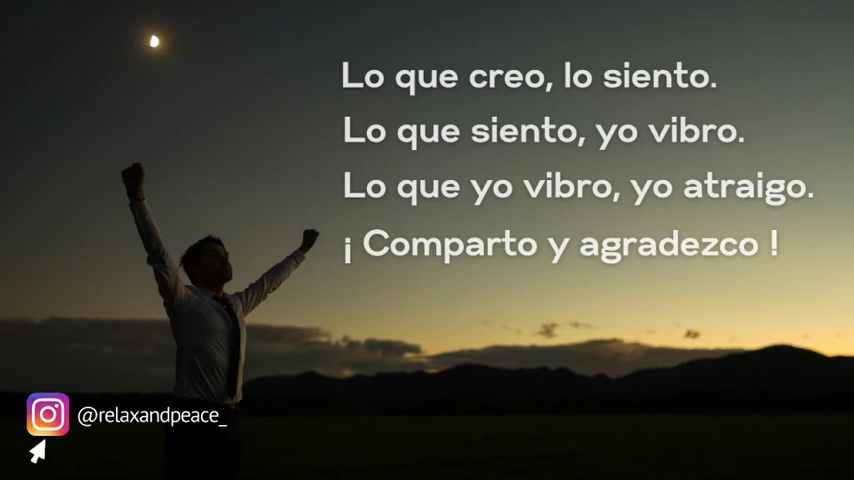 Lo que creo, lo siento.
Lo que siento, yo vibro.
Lo que yo vibro, yo atraigo.
¡ Comparto y agradezco !
@relaxandpeace_